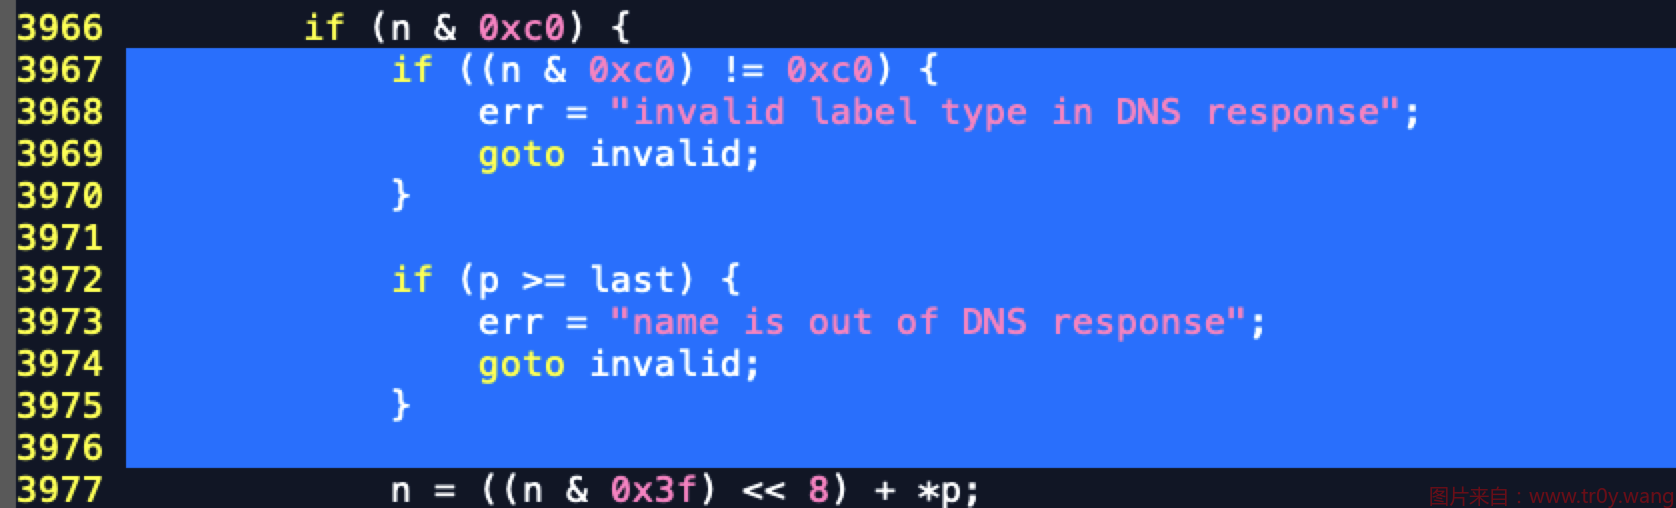 3966 if (n & 0xc0) {
3967 if ((n & 0xc0) != 0xc0) {
3968 err = "invalid label type in DNS response";
3969 goto invalid;
3970 }
3971
3972 if (p >= last) {
3973 err = "name is out of DNS response";
3974 goto invalid;
3975 }
3976
3977 n = ((n & 0x3f) << 8) + *p;
图片来自：www.tr0y.wang